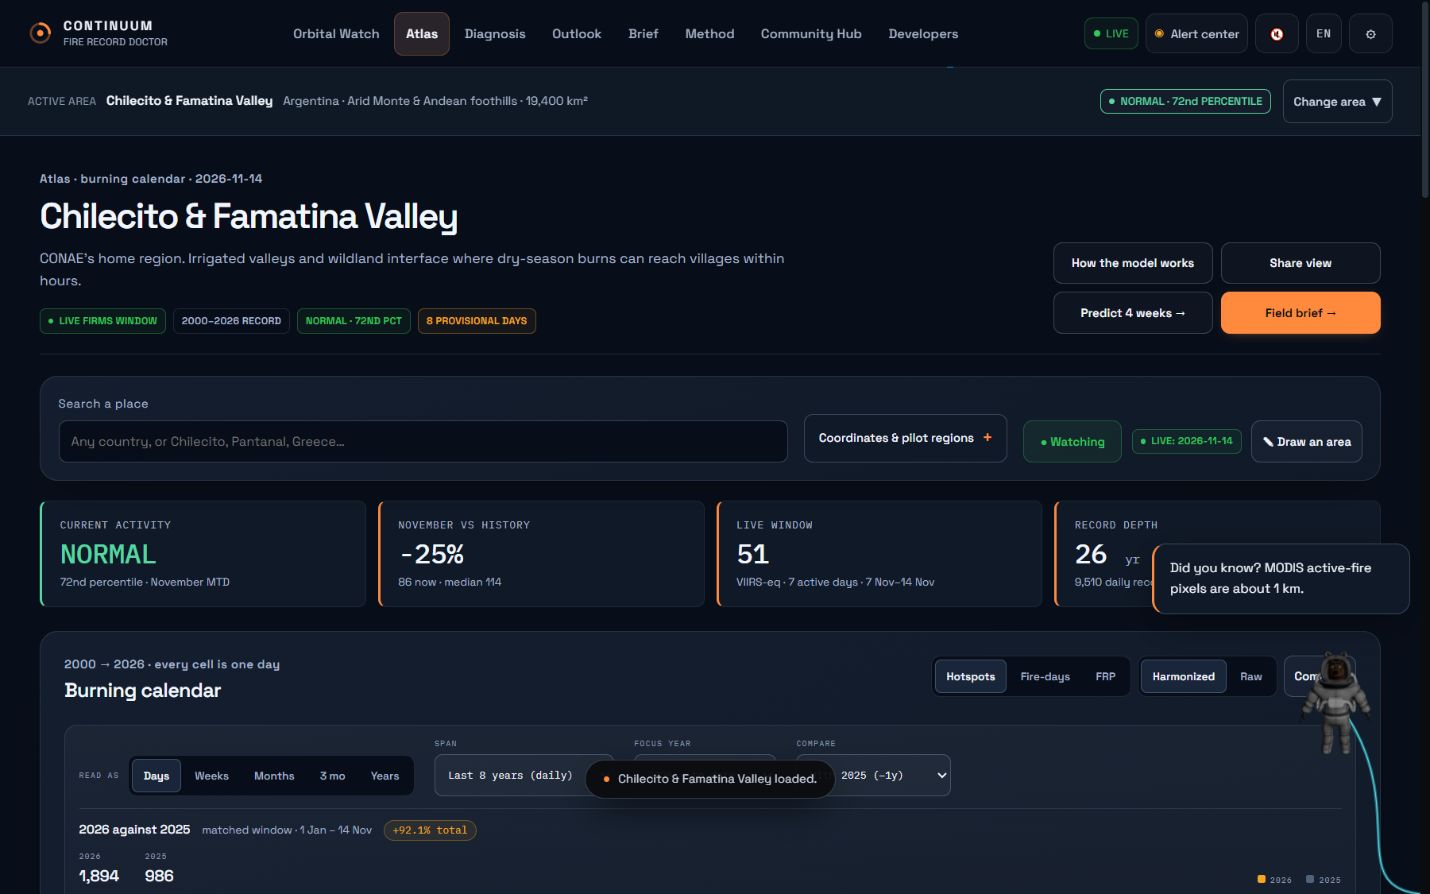 CONTINUUM
FIRE RECORD DOCTOR
Orbital Watch
Atlas
Diagnosis
Outlook
Brief
Method
Community Hub
Developers
LIVE
Alert center
EN
ACTIVE AREA Chilecito & Famatina Valley Argentina · Arid Monte & Andean foothills · 19,400 km²
NORMAL · 72nd PERCENTILE
Change area ▼
Atlas · burning calendar · 2026-11-14
Chilecito & Famatina Valley
CONAE's home region. Irrigated valleys and wildland interface where dry-season burns can reach villages within
hours.
LIVE FIRMS WINDOW
2000–2026 RECORD
NORMAL · 72ND PCT
8 PROVISIONAL DAYS
How the model works
Share view
Predict 4 weeks →
Field brief →
Search a place
Any country, or Chilecito, Pantanal, Greece…
Coordinates & pilot regions +
Watching
LIVE: 2026-11-14
Draw an area
CURRENT ACTIVITY
NORMAL
72nd percentile · November MTD
NOVEMBER VS HISTORY
-25%
86 now · median 114
LIVE WINDOW
51
VIIRS-eq · 7 active days · 7 Nov–14 Nov
RECORD DEPTH
26 yr
9,510 daily
Did you know? MODIS active-fire
pixels are about 1 km.
2000 → 2026 · every cell is one day
Burning calendar
Hotspots
Fire-days
FRP
Harmonized
Raw
READ AS
Days
Weeks
Months
3 mo
Years
SPAN
Last 8 years (daily)
FOCUS YEAR
COMPARE
2025 (-1y)
Chilecito & Famatina Valley loaded.
2026 against 2025 matched window · 1 Jan – 14 Nov +92.1% total
2026
1,894
2025
986
2026
2025